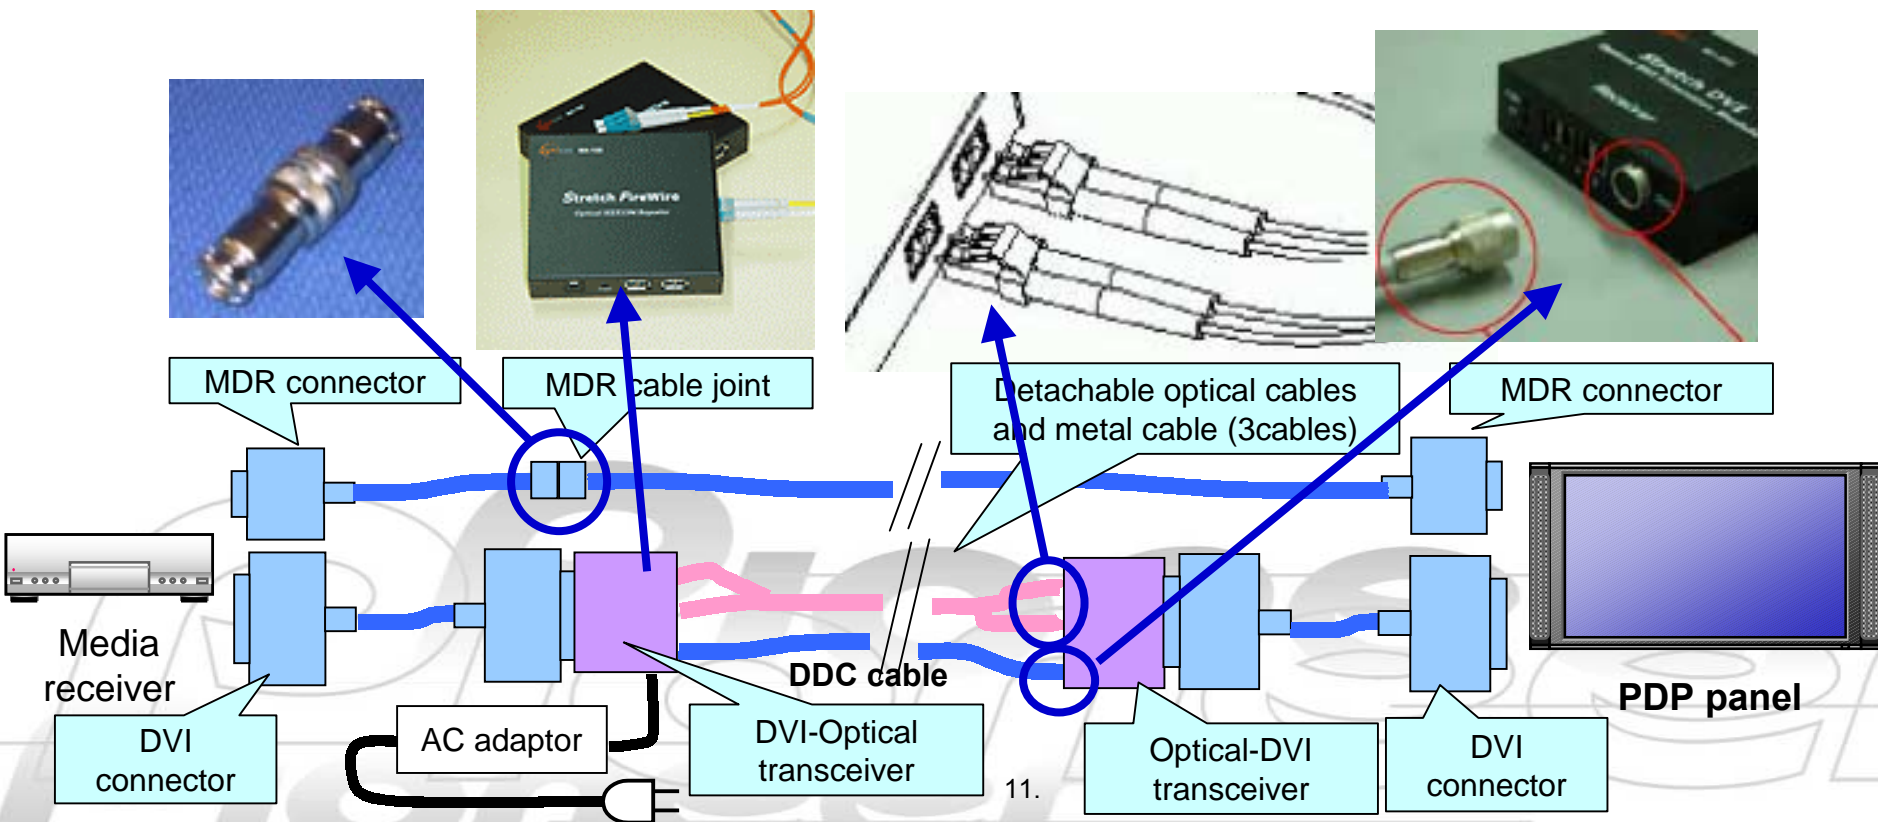 Stretch FireWire
Stretch DVI
Receiver
MDR connector
MDR cable joint
Detachable optical cables
and metal cable (3cables)
MDR connector
Media
receiver
DDC cable
PDP panel
DVI
connector
AC adaptor
DVI-Optical
transceiver
11.
Optical-DVI
transceiver
DVI
connector